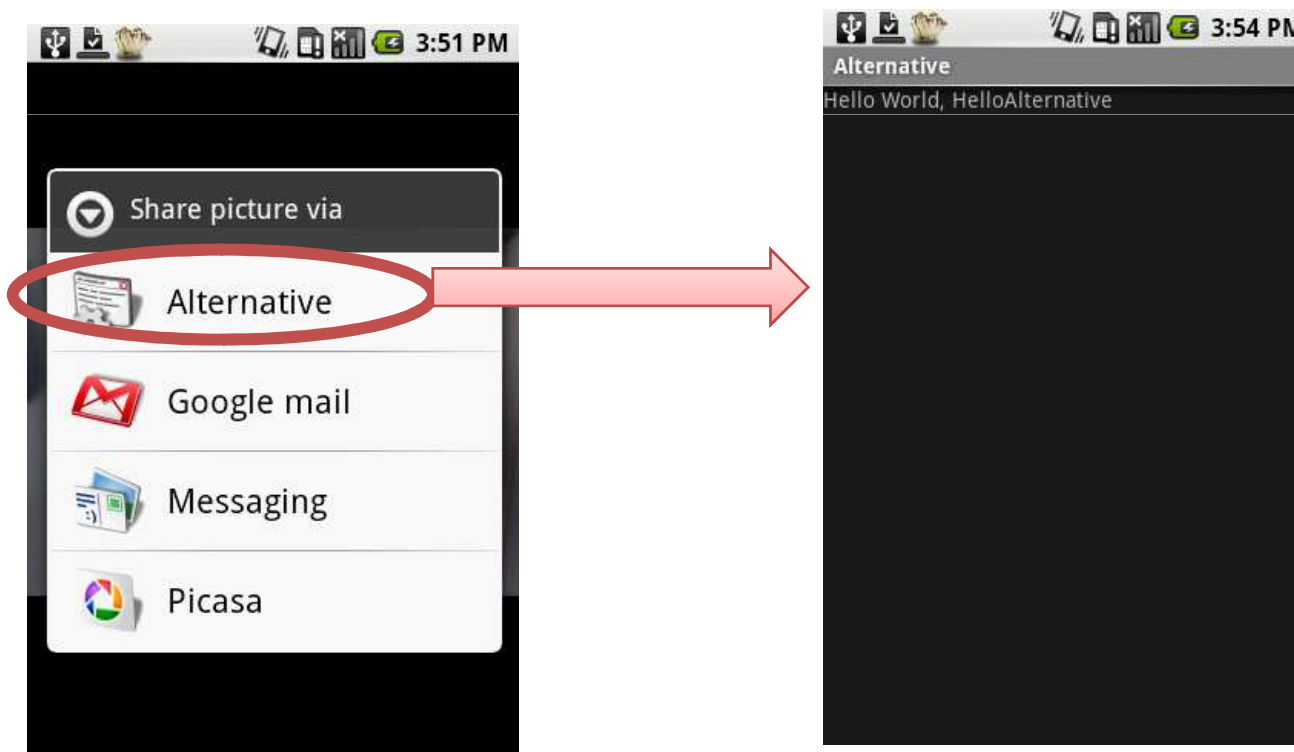 3:51 PM
Share picture via
Alternative
Google mail
Messaging
Picasa
3:54 PM
Alternative
Hello World, HelloAlternative